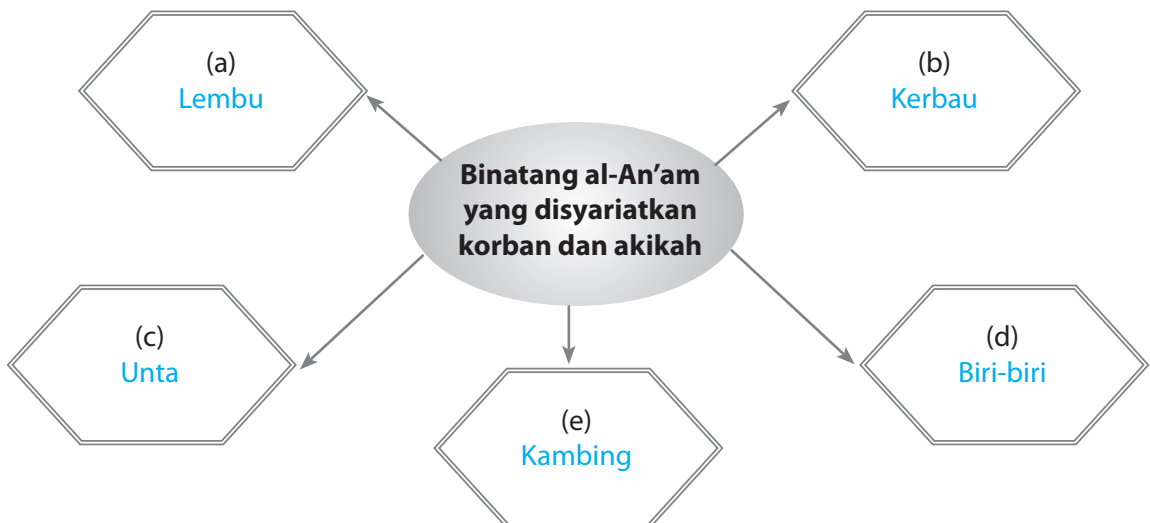 (a)
Lembu
(b)
Kerbau
Binatang al-An’am
yang disyariatkan
korban dan akikah
(c)
Unta
(d)
Biri-biri
(e)
Kambing